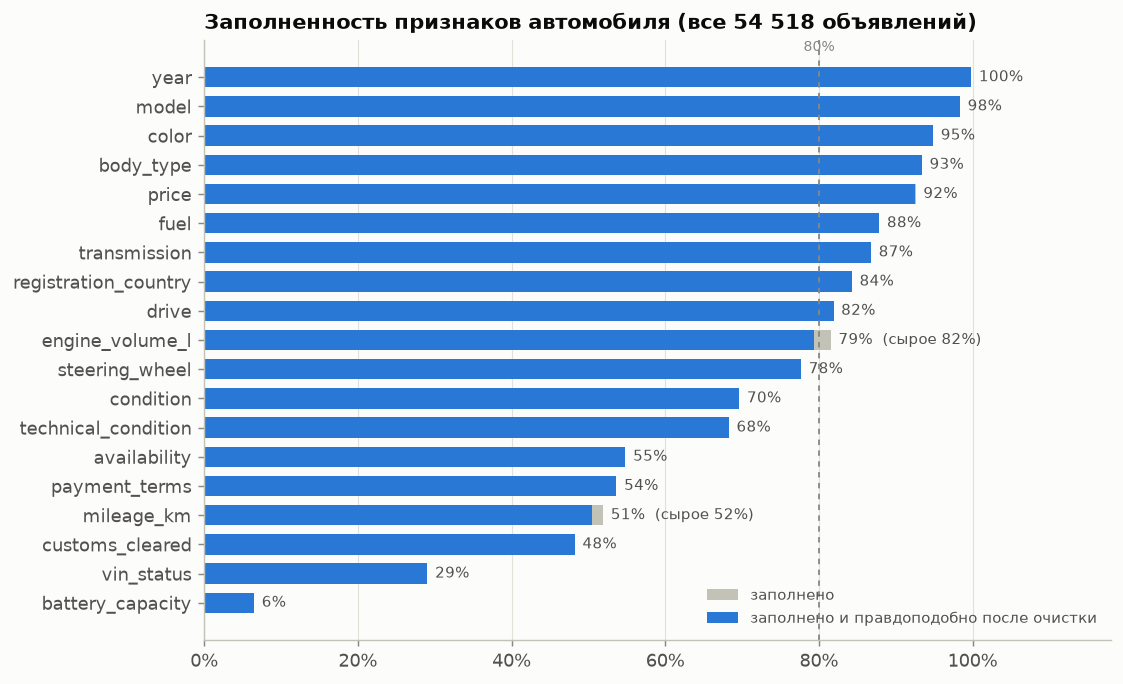 Заполненность признаков автомобиля (все 54 518 объявлений)
80%
year 100%
model 98%
color 95%
body_type 93%
price 92%
fuel 88%
transmission 87%
registration_country 84%
drive 82%
engine_volume_l 79% (сырое 82%)
steering_wheel 78%
condition 70%
technical_condition 68%
availability 55%
payment_terms 54%
mileage_km 51% (сырое 52%)
customs_cleared 48%
vin_status 29%
battery_capacity 6%
заполнено
заполнено и правдоподобно после очистки
0% 20% 40% 60% 80% 100%